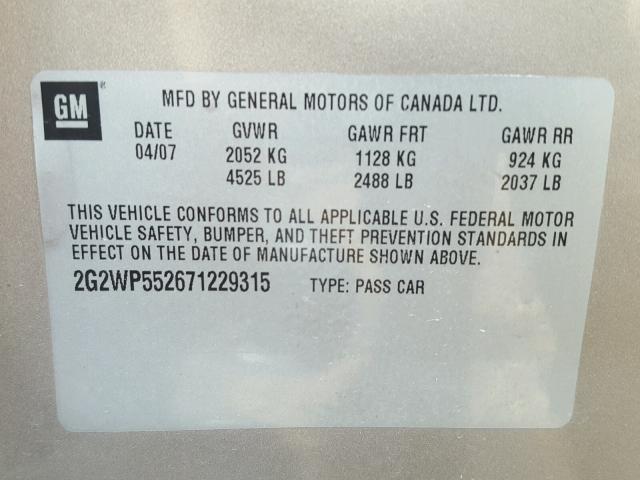 GM ®
MFD BY GENERAL MOTORS OF CANADA LTD.
DATE GVWR GAWR FRT GAWR RR
04/07 2052 KG 1128 KG 924 KG
4525 LB 2488 LB 2037 LB
THIS VEHICLE CONFORMS TO ALL APPLICABLE U.S. FEDERAL MOTOR
VEHICLE SAFETY, BUMPER, AND THEFT PREVENTION STANDARDS IN
EFFECT ON THE DATE OF MANUFACTURE SHOWN ABOVE.
2G2WP552671229315 TYPE: PASS CAR